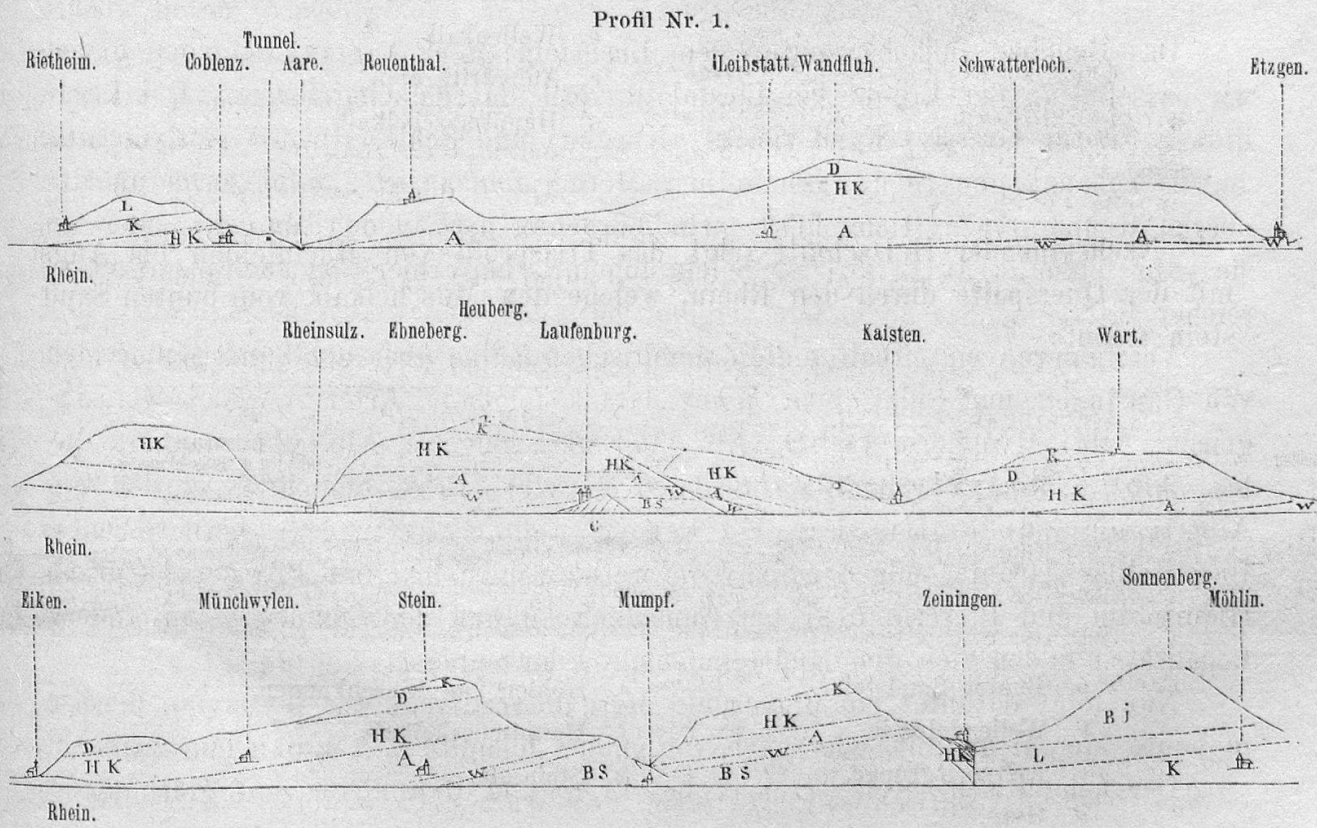 Profil Nr. 1.
Tunnel.
Rietheim. Coblenz. Aare. Reuenthal. Leibstatt. Wandfluh. Schwatterloch. Etzgen.
D
H K
L
K
H K A A W A W
Rhein.
Heuberg.
Rheinsulz. Ebneberg. Laufenburg. Kaisten. Wart.
K K
HK H K HK HK D
A A A H K
W B S W A W
G
Rhein.
Sonnenberg.
Eiken. Münchwylen. Stein. Mumpf. Zeiningen. Möhlin.
K K
D B j
D H K H K
H K A A HK L
W B S W B S K
Rhein.